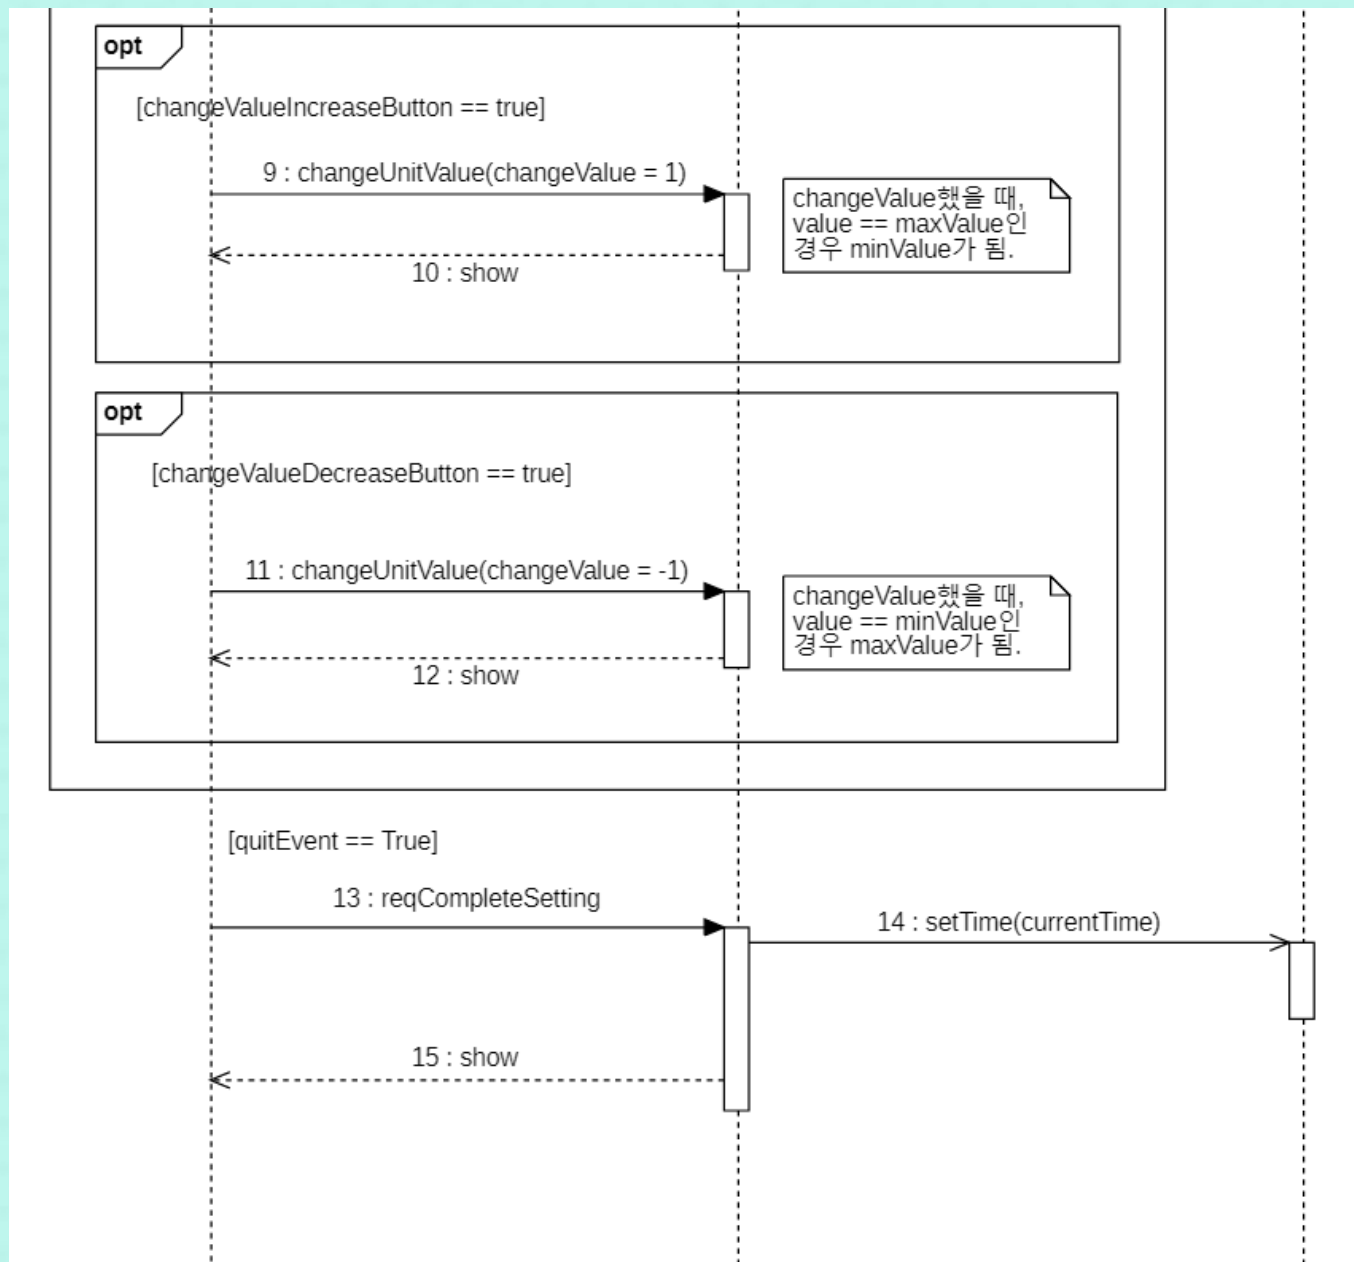 opt
[changeValueIncreaseButton == true]
9 : changeUnitValue(changeValue = 1)
changeValue했을 때,
value == maxValue인
경우 minValue가 됨.
10 : show
opt
[changeValueDecreaseButton == true]
11 : changeUnitValue(changeValue = -1)
changeValue했을 때,
value == minValue인
경우 maxValue가 됨.
12 : show
[quitEvent == True]
13 : reqCompleteSetting
14 : setTime(currentTime)
15 : show